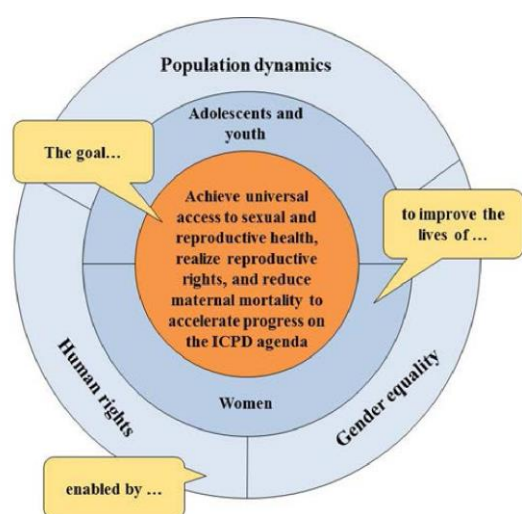 Population dynamics
Adolescents and
youth
The goal…
Achieve universal
access to sexual and
reproductive health,
realize reproductive
rights, and reduce
maternal mortality to
accelerate progress on
the ICPD agenda
to improve the
lives of …
Women
Human rights
Gender equality
enabled by …